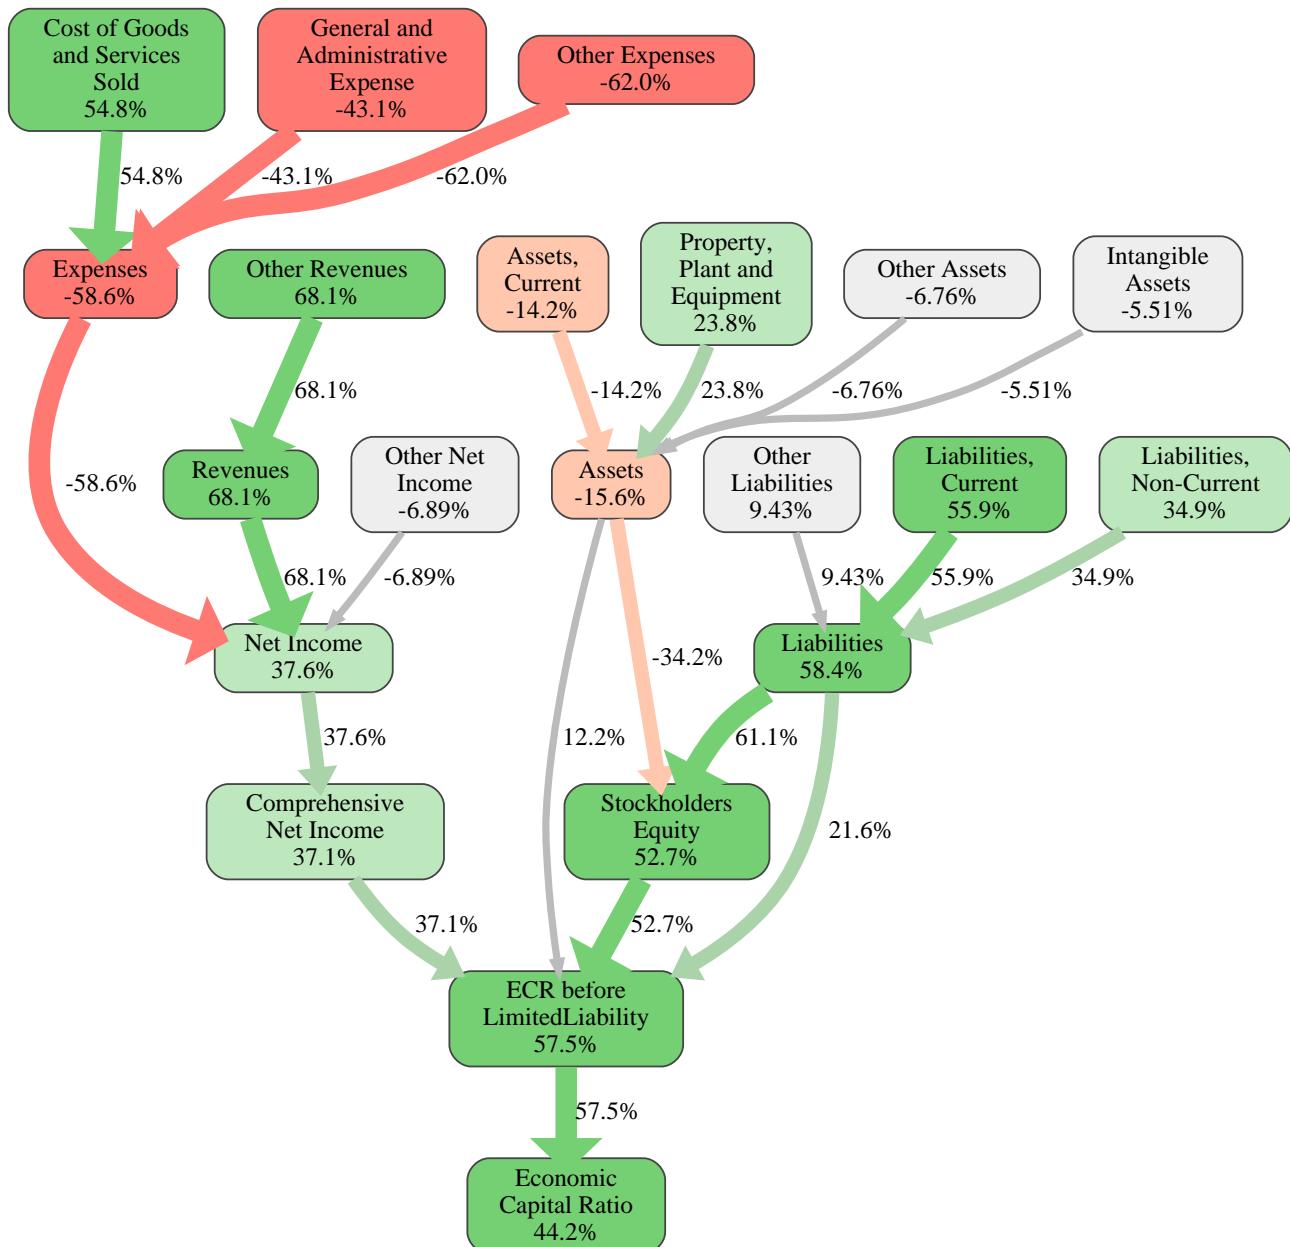 Cost of Goods
and Services
Sold
54.8%
General and
Administrative
Expense
-43.1%
Other Expenses
-62.0%
54.8%
-43.1%
-62.0%
Expenses
-58.6%
Other Revenues
68.1%
Assets,
Current
-14.2%
Property,
Plant and
Equipment
23.8%
Other Assets
-6.76%
Intangible
Assets
-5.51%
68.1%
-14.2%
23.8%
-6.76%
-5.51%
-58.6%
Revenues
68.1%
Other Net
Income
-6.89%
Assets
-15.6%
Other
Liabilities
9.43%
Liabilities,
Current
55.9%
Liabilities,
Non-Current
34.9%
68.1%
-6.89%
9.43%
55.9%
34.9%
Net Income
37.6%
-34.2%
Liabilities
58.4%
37.6%
12.2%
61.1%
Comprehensive
Net Income
37.1%
Stockholders
Equity
52.7%
21.6%
37.1%
52.7%
ECR before
LimitedLiability
57.5%
57.5%
Economic
Capital Ratio
44.2%